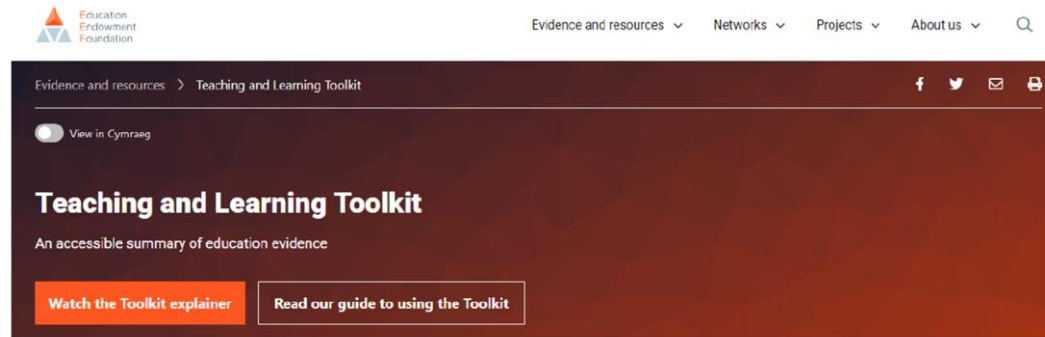 Education
Endowment
Foundation
Evidence and resources Networks Projects About us
Evidence and resources > Teaching and Learning Toolkit
View in Cymraeg
Teaching and Learning Toolkit
An accessible summary of education evidence
Watch the Toolkit explainer Read our guide to using the Toolkit